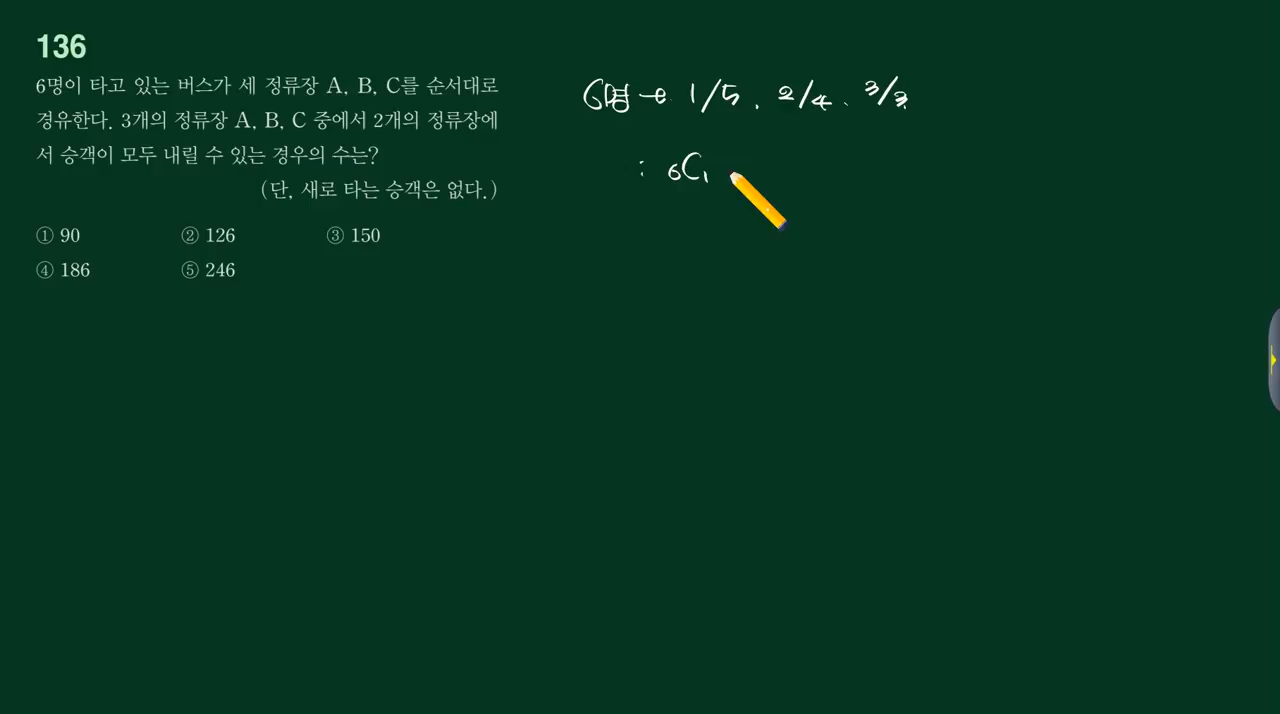 136
6명이 타고 있는 버스가 세 정류장 A, B, C를 순서대로
경유한다. 3개의 정류장 A, B, C 중에서 2개의 정류장에
서 승객이 모두 내릴 수 있는 경우의 수는?
(단, 새로 타는 승객은 없다.)
① 90 ② 126 ③ 150
④ 186 ⑤ 246
6명 → 1/5, 2/4, 3/3
: ₆C₁